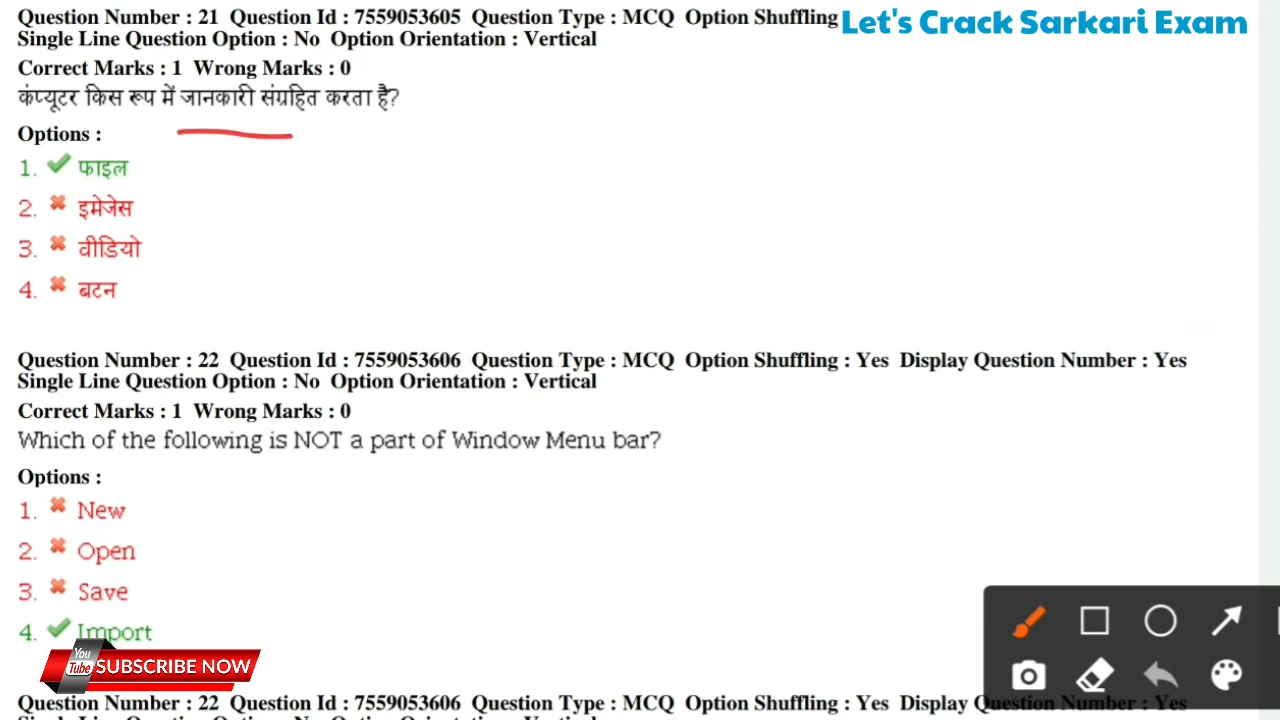 Question Number : 21 Question Id : 7559053605 Question Type : MCQ Option Shuffling
Let's Crack Sarkari Exam
Single Line Question Option : No Option Orientation : Vertical
Correct Marks : 1 Wrong Marks : 0
कंप्यूटर किस रूप में जानकारी संग्रहित करता है?
Options :
1. फाइल
2. इमेजेस
3. वीडियो
4. बटन
Question Number : 22 Question Id : 7559053606 Question Type : MCQ Option Shuffling : Yes Display Question Number : Yes
Single Line Question Option : No Option Orientation : Vertical
Correct Marks : 1 Wrong Marks : 0
Which of the following is NOT a part of Window Menu bar?
Options :
1. New
2. Open
3. Save
4. Import
You Tube SUBSCRIBE NOW
Question Number : 22 Question Id : 7559053606 Question Type : MCQ Option Shuffling : Yes Display Question Number : Yes